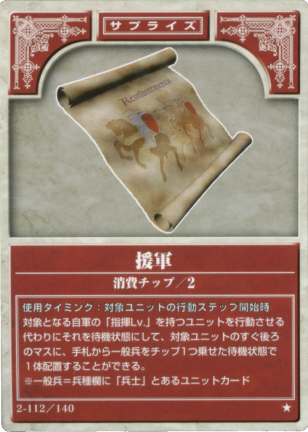 サプライズ
Reinforcements
援軍
消費チップ/2
使用タイミング：対象ユニットの行動ステップ開始時
対象となる自軍の「指揮Lv.」を持つユニットを行動させる
代わりにそれを待機状態にして、対象ユニットのすぐ後ろ
のマスに、手札から一般兵をチップ1つ乗せた待機状態で
1体配置することができる。
※一般兵＝兵種欄に「兵士」とあるユニットカード
2-112/140
★